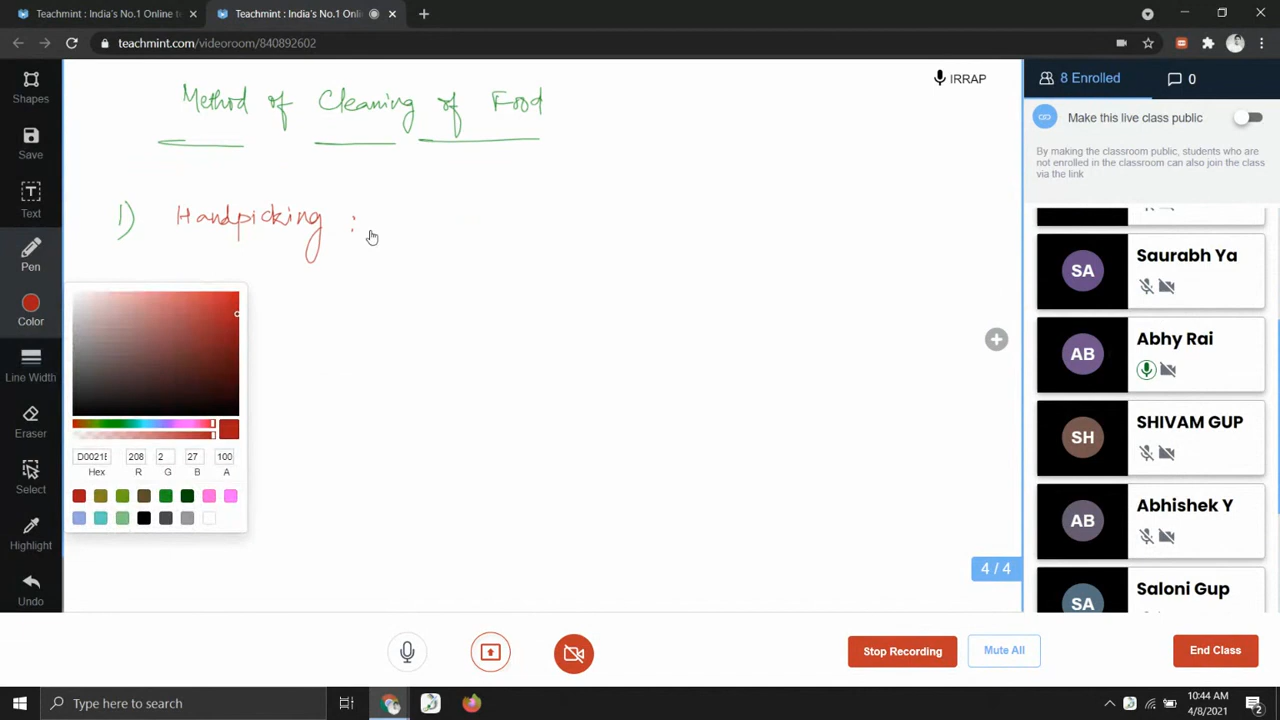 Teachmint: India's No.1 Online t
Teachmint: India's No.1 Onli
teachmint.com/videoroom/840892602
Shapes
Save
Text
Pen
Color
Line Width
Eraser
Select
Highlight
Undo
Method of Cleaning of Food
IRRAP
1) Handpicking :
D0021B 208 2 27 100
Hex R G B A
4 / 4
8 Enrolled 0
Make this live class public
By making the classroom public, students who are
not enrolled in the classroom can also join the class
via the link
SA Saurabh Ya
AB Abhy Rai
SH SHIVAM GUP
AB Abhishek Y
SA Saloni Gup
Stop Recording
Mute All
End Class
Type here to search
10:44 AM
4/8/2021
2